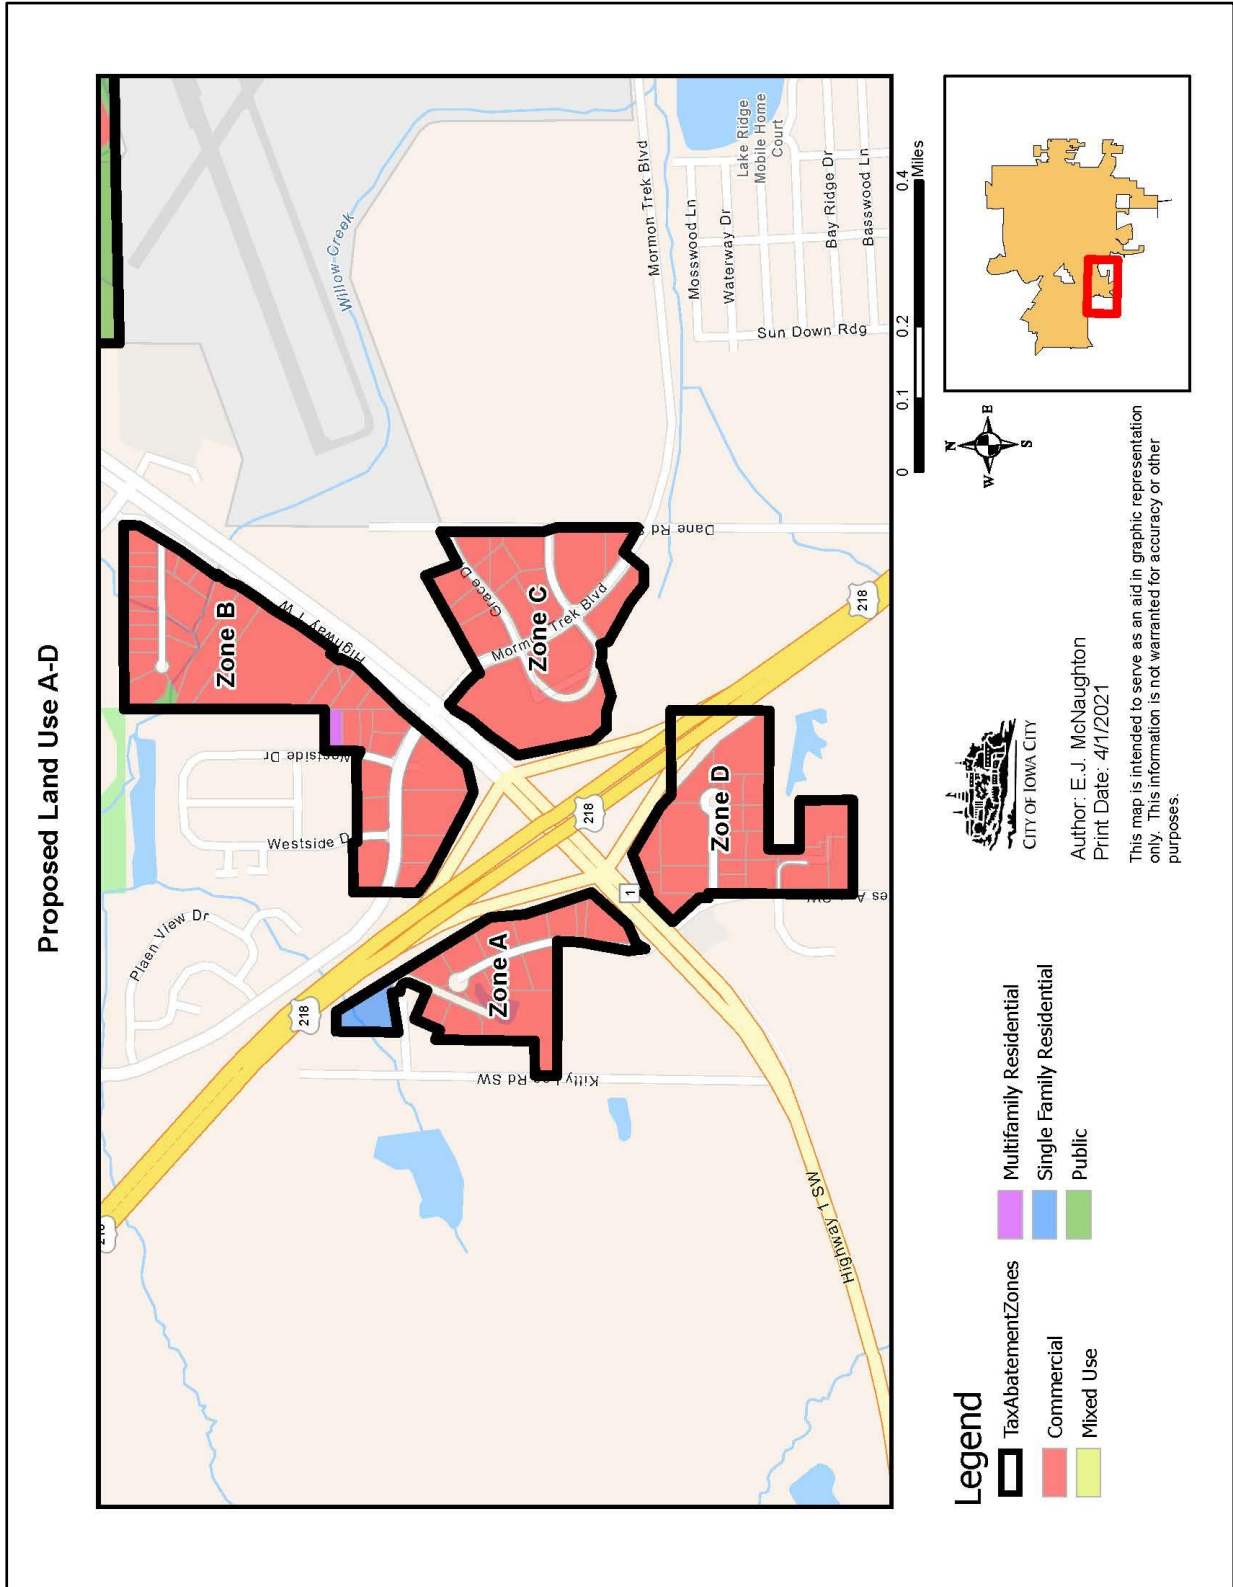 Proposed Land Use A-D
218
218
218
218
1
Plaen View Dr
Westside Dr
Westside D
Highway 1 W
Willow Creek
Zone A
Zone B
Zone C
Zone D
Grace D
Mormon Trek Blvd
Mormon Trek Blvd
Dane Rd S
Kitty Lee Rd SW
Highway 1 SW
es A
SW
Mosswood Ln
Waterway Dr
Sun Down Rdg
Lake Ridge
Mobile Home
Court
Bay Ridge Dr
Basswood Ln
0
0.1
0.2
0.4
Miles
Legend
TaxAbatementZones
Commercial
Mixed Use
Multifamily Residential
Single Family Residential
Public
CITY OF IOWA CITY
Author: E.J. McNaughton
Print Date: 4/1/2021
This map is intended to serve as an aid in graphic representation
only. This information is not warranted for accuracy or other
purposes.
N
W
E
S